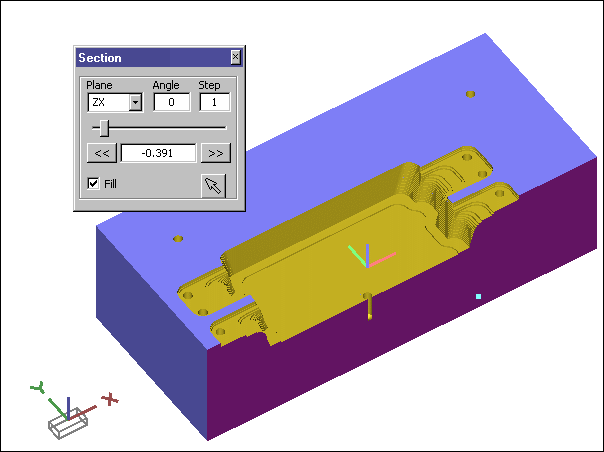 Section
Plane Angle Step
ZX 0 1
<< -0.391 >>
Fill
Y X